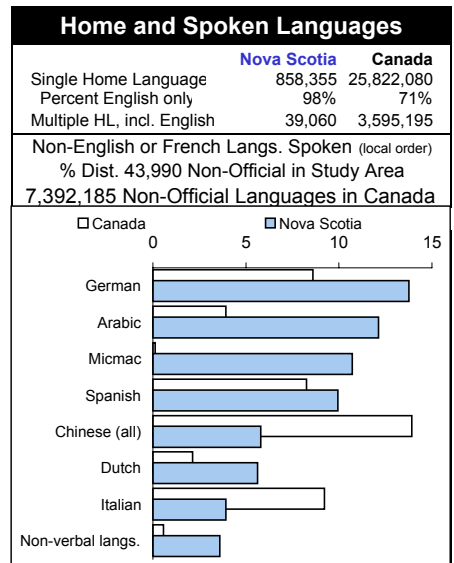 Home and Spoken Languages
Nova Scotia Canada
Single Home Language 858,355 25,822,080
Percent English only 98% 71%
Multiple HL, incl. English 39,060 3,595,195
Non-English or French Langs. Spoken (local order)
% Dist. 43,990 Non-Official in Study Area
7,392,185 Non-Official Languages in Canada
Canada Nova Scotia
0 5 10 15
German
Arabic
Micmac
Spanish
Chinese (all)
Dutch
Italian
Non-verbal langs.